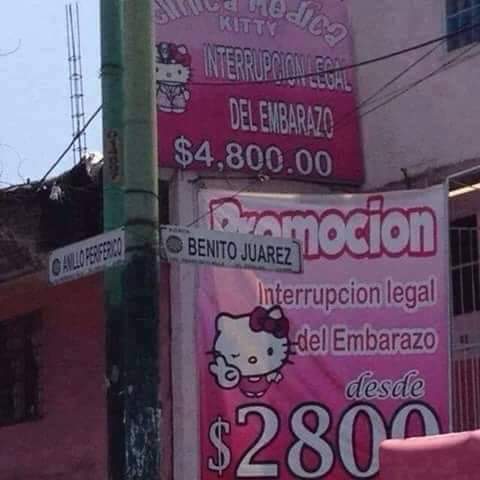 Clinica Medica
KITTY
INTERRUPCION LEGAL
DEL EMBARAZO
$4,800.00
ANILLO PERIFERICO
BENITO JUAREZ
Promocion
Interrupcion legal
del Embarazo
desde
$2800